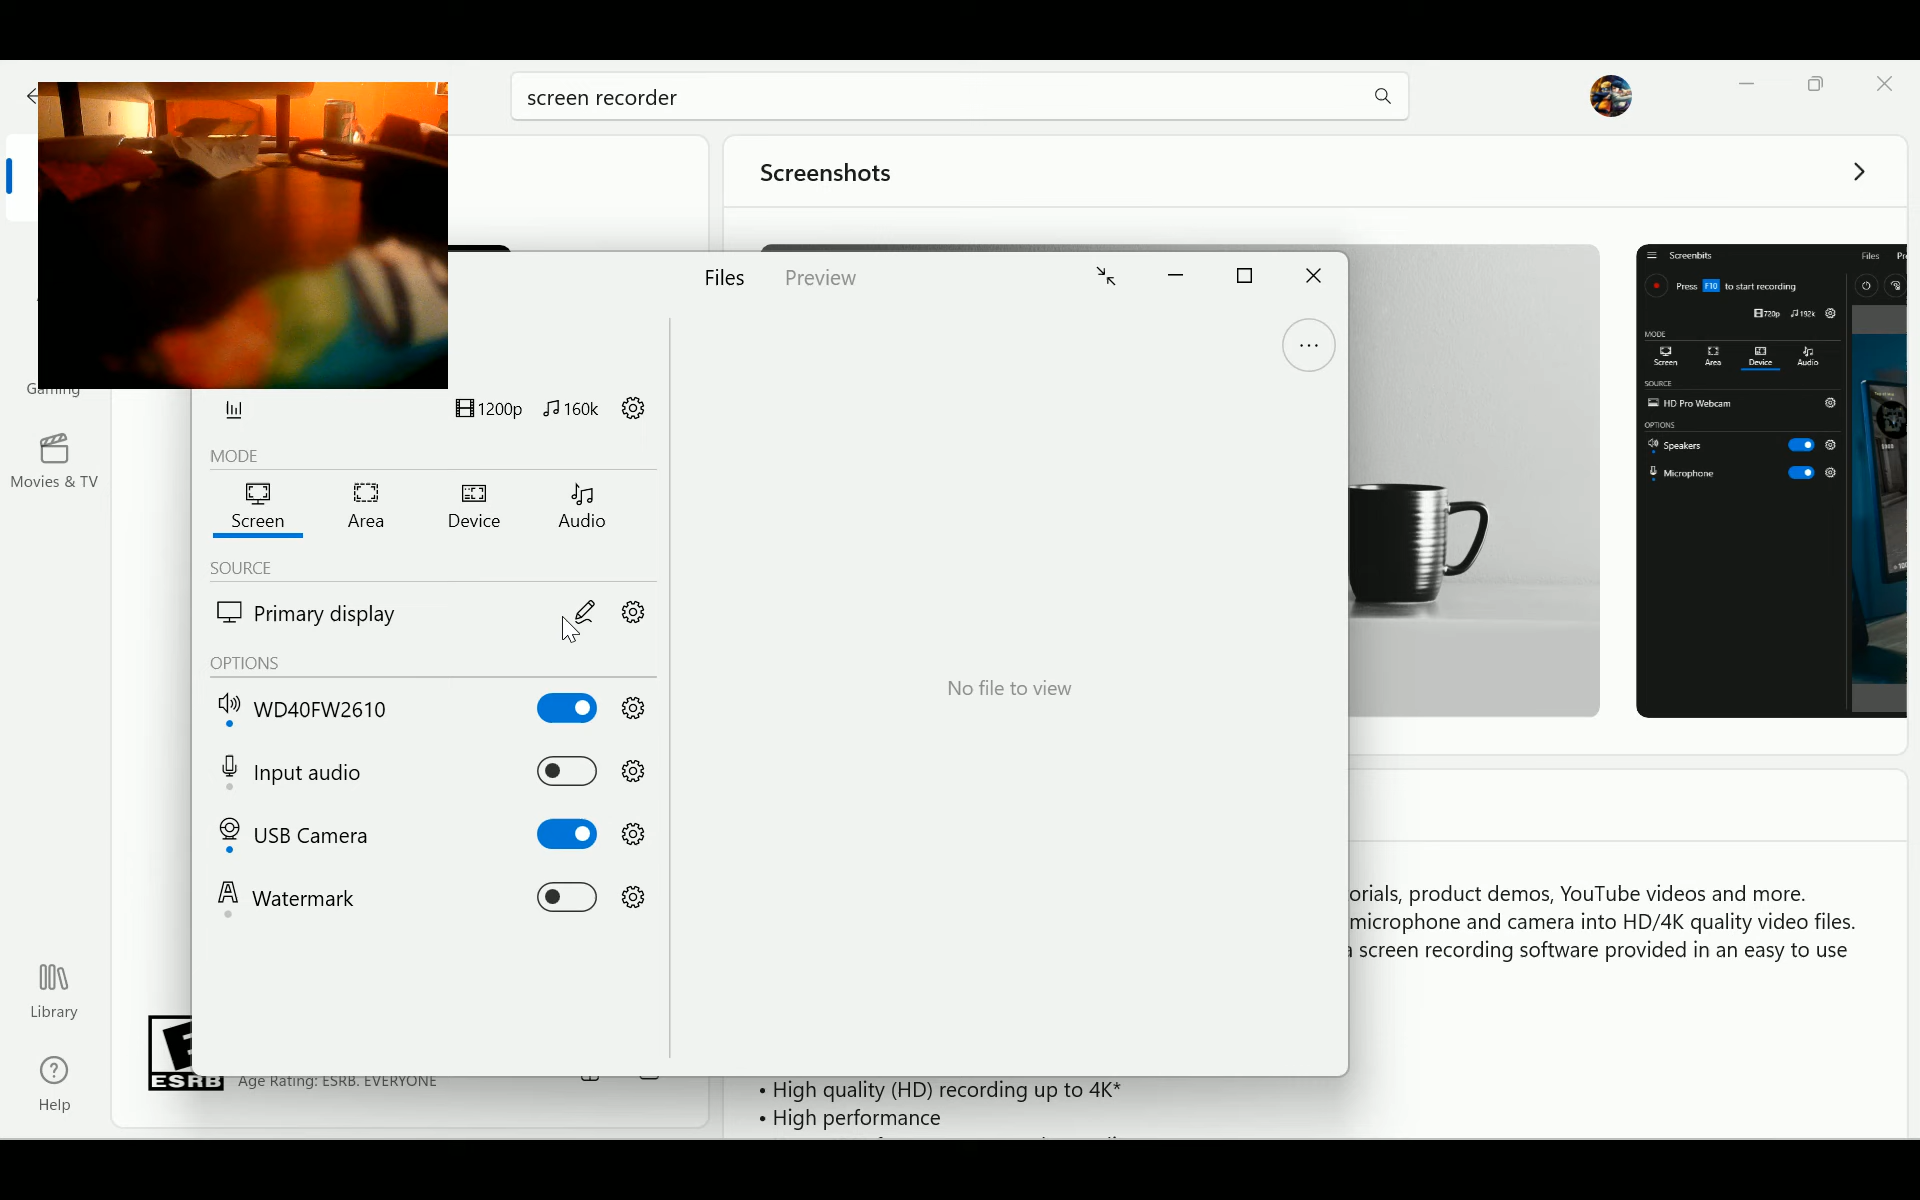 screen recorder
Screenshots
Files
Preview
Gaming
Movies & TV
Library
Help
1200p
160k
MODE
Screen
Area
Device
Audio
SOURCE
Primary display
OPTIONS
WD40FW2610
Input audio
USB Camera
Watermark
No file to view
Screenbits
Files
Press F10 to start recording
720p
192k
MODE
Screen
Area
Device
Audio
SOURCE
HD Pro Webcam
OPTIONS
Speakers
Microphone
orials, product demos, YouTube videos and more.
microphone and camera into HD/4K quality video files.
screen recording software provided in an easy to use
ESRB
Age Rating: ESRB. EVERYONE
• High quality (HD) recording up to 4K*
• High performance